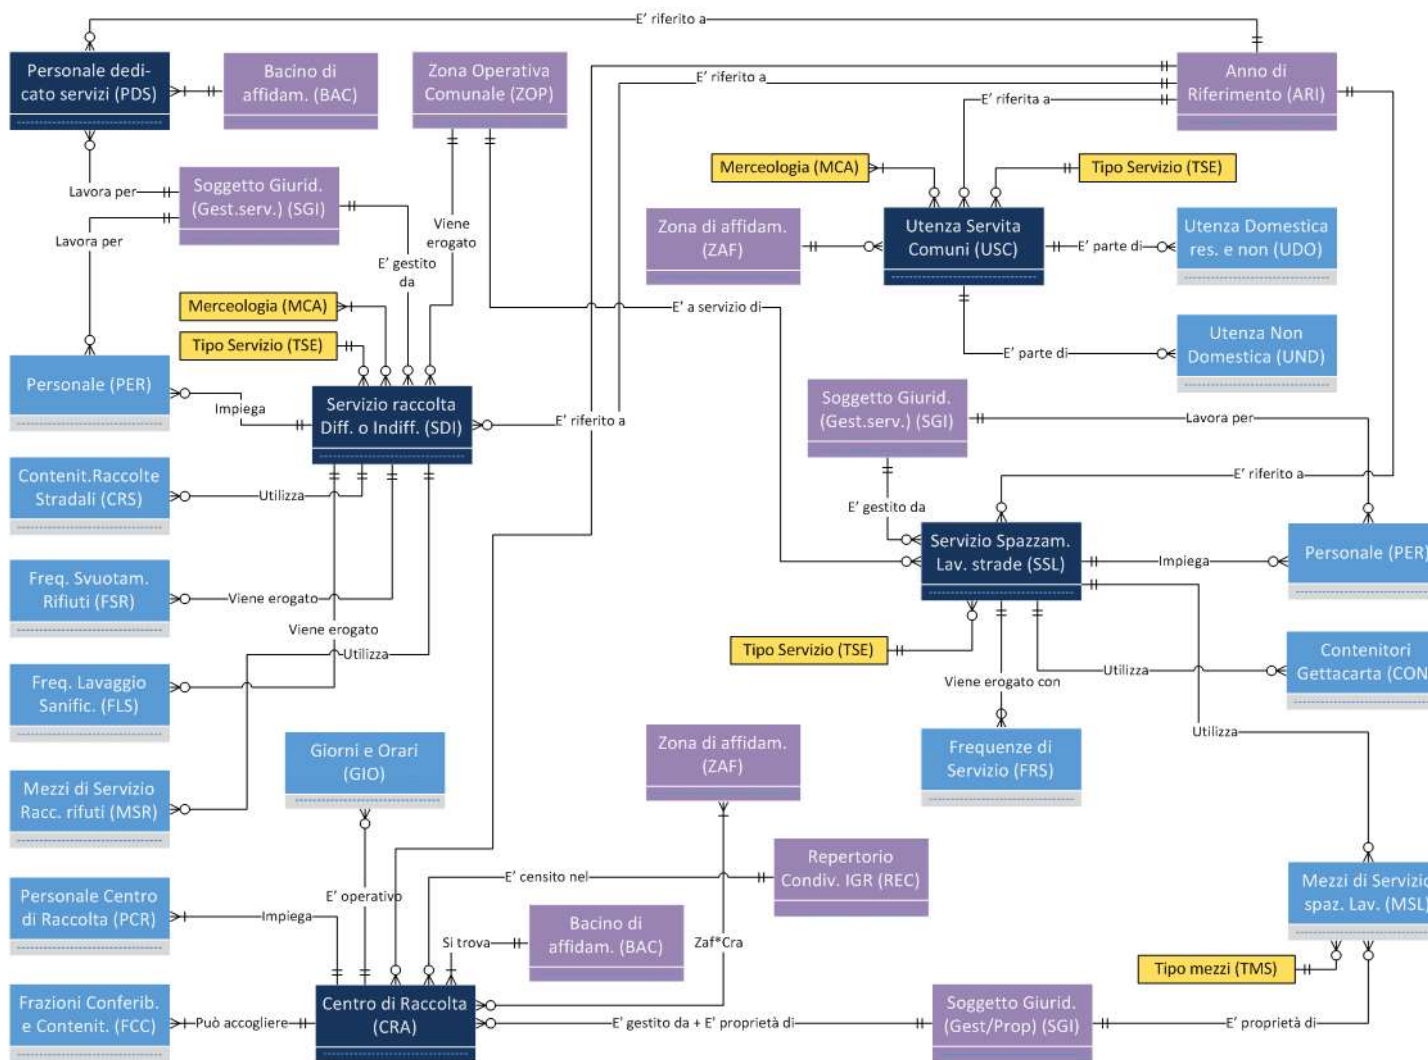 E' riferito a
Personale dedi-
cato servizi (PDS)
Bacino di
affidam. (BAC)
Zona Operativa
Comunale (ZOP)
E' riferito a
Anno di
Riferimento (ARI)
E' riferita a
Merceologia (MCA)
Tipo Servizio (TSE)
Lavora per
Soggetto Giurid.
(Gest.serv.) (SGI)
Lavora per
Viene
erogato
Zona di affidam.
(ZAF)
Utenza Servita
Comuni (USC)
E' parte di
Utenza Domestica
res. e non (UDO)
E' gestito
da
Merceologia (MCA)
E' a servizio di
Tipo Servizio (TSE)
E' parte di
Utenza Non
Domestica (UND)
Personale (PER)
Impiega
Servizio raccolta
Diff. o Indiff. (SDI)
E' riferito a
Soggetto Giurid.
(Gest.serv.) (SGI)
Lavora per
Contenit.Raccolte
Stradali (CRS)
Utilizza
E' riferito a
E' gestito da
Servizio Spazzam.
Lav. strade (SSL)
Impiega
Personale (PER)
Freq. Svuotam.
Rifiuti (FSR)
Viene erogato
Viene erogato
Utilizza
Tipo Servizio (TSE)
Freq. Lavaggio
Sanific. (FLS)
Viene erogato con
Utilizza
Contenitori
Gettacarta (CON
Utilizza
Giorni e Orari
(GIO)
Zona di affidam.
(ZAF)
Frequenze di
Servizio (FRS)
Mezzi di Servizio
Racc. rifuti (MSR)
Repertorio
Condiv. IGR (REC)
E' censito nel
E' operativo
Personale Centro
di Raccolta (PCR)
Impiega
Mezzi di Servizio
spaz. Lav. (MSL)
Bacino di
affidam. (BAC)
Si trova
Zaf*Cra
Tipo mezzi (TMS)
Frazioni Conferib.
e Contenit. (FCC)
Può accogliere
Centro di Raccolta
(CRA)
E' gestito da + E' proprietà di
Soggetto Giurid.
(Gest/Prop) (SGI)
E' proprietà di